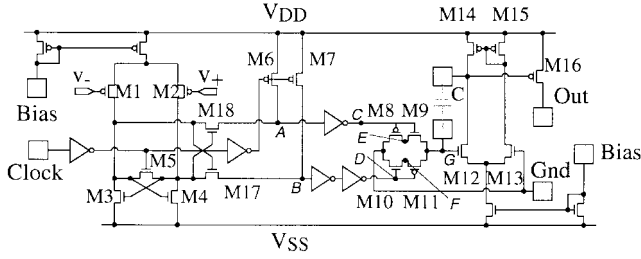 VDD
M14 M15
M6 M7
V- M1 M2 V+
M16
Bias
M18
C
Out
A
C M8 M9
E
Clock
M5
Bias
G
D
M12 M13 Gnd
M3 M4 M17
B
M10 M11 F
VSS